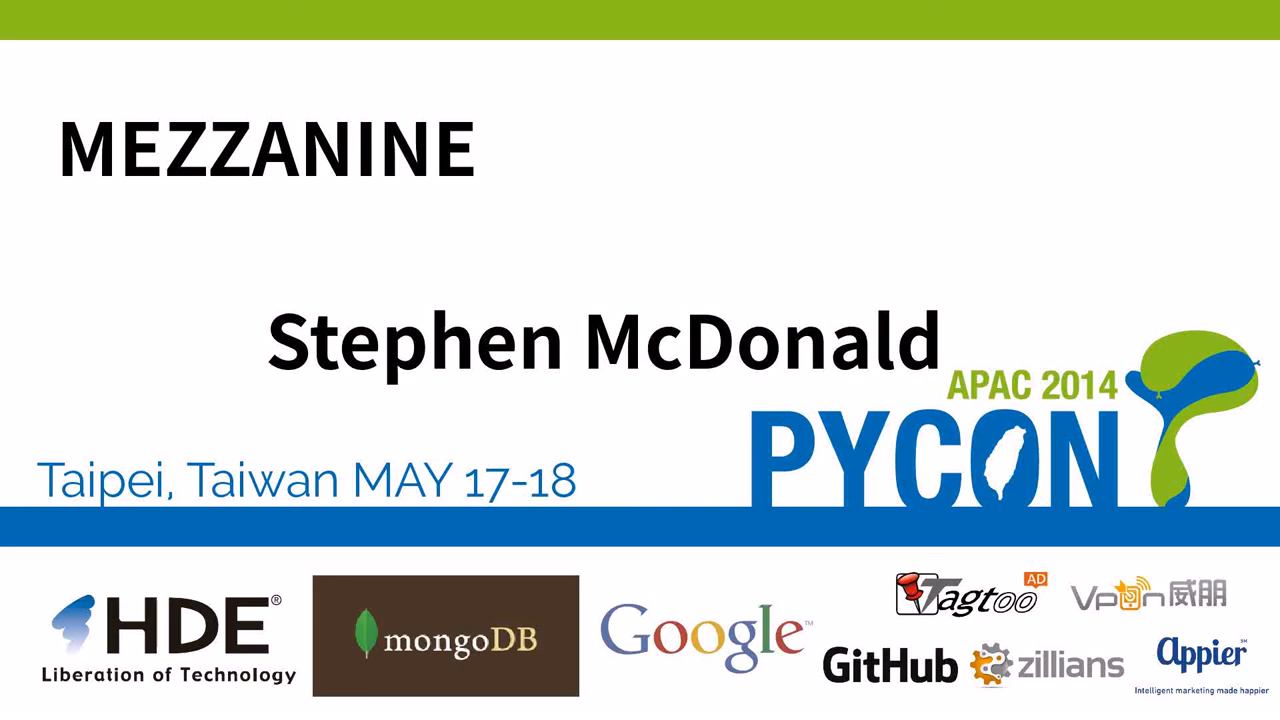 MEZZANINE
Stephen McDonald
APAC 2014
PYCON
Taipei, Taiwan MAY 17-18
HDE®
Liberation of Technology
mongoDB
Google™
Tagtoo AD
Vpon威朋
GitHub
zillians
Appier℠
Intelligent marketing made happier